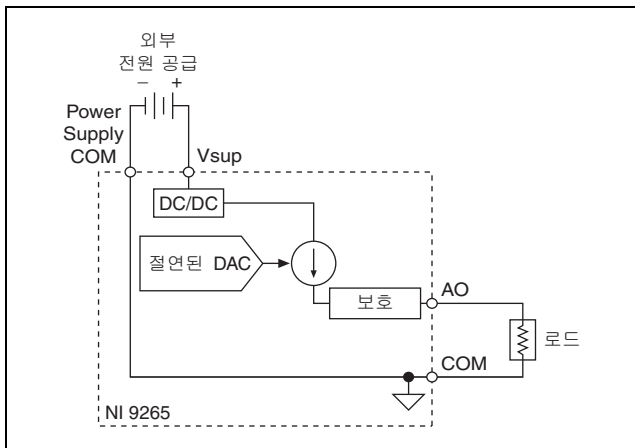 외부
전원 공급
– +
Power
Supply
COM
Vsup
DC/DC
절연된 DAC
보호
AO
로드
COM
NI 9265